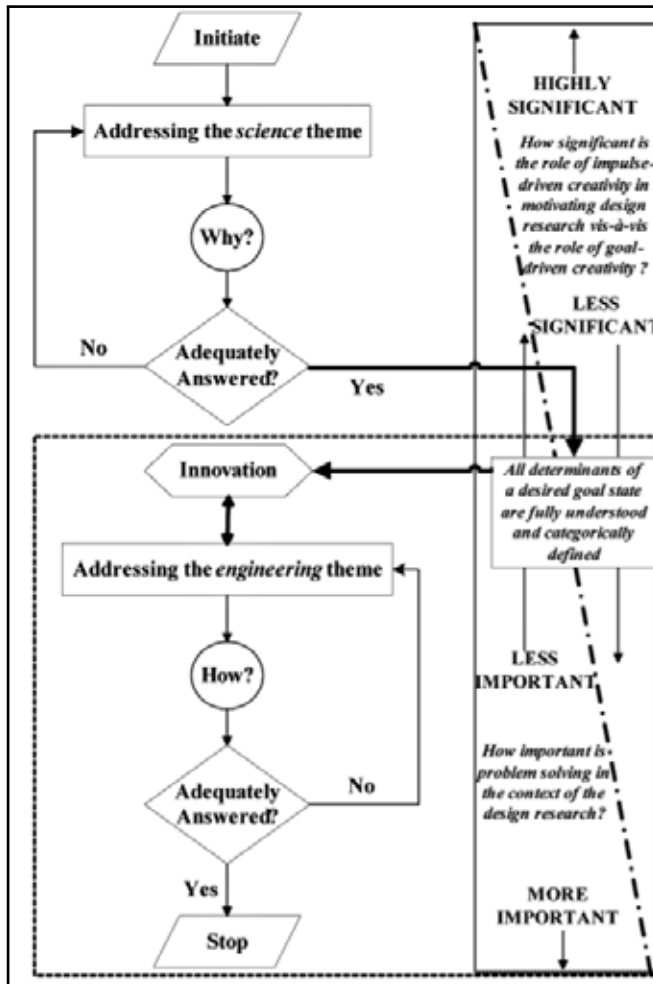 Initiate
Addressing the science theme
Why?
Adequately
Answered?
No
Yes
Innovation
Addressing the engineering theme
How?
Adequately
Answered?
No
Yes
Stop
HIGHLY
SIGNIFICANT
How significant is
the role of impulse-
driven creativity in
motivating design
research vis-à-vis
the role of goal-
driven creativity ?
LESS
SIGNIFICANT
All determinants of
a desired goal state
are fully understood
and categorically
defined
LESS
IMPORTANT
How important is
problem solving in
the context of the
design research?
MORE
IMPORTANT